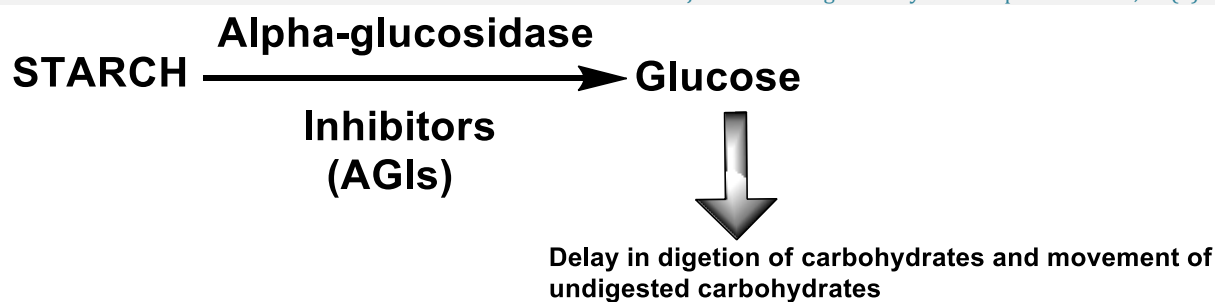 Alpha-glucosidase
STARCH Glucose
Inhibitors
(AGIs)
Delay in digetion of carbohydrates and movement of
undigested carbohydrates